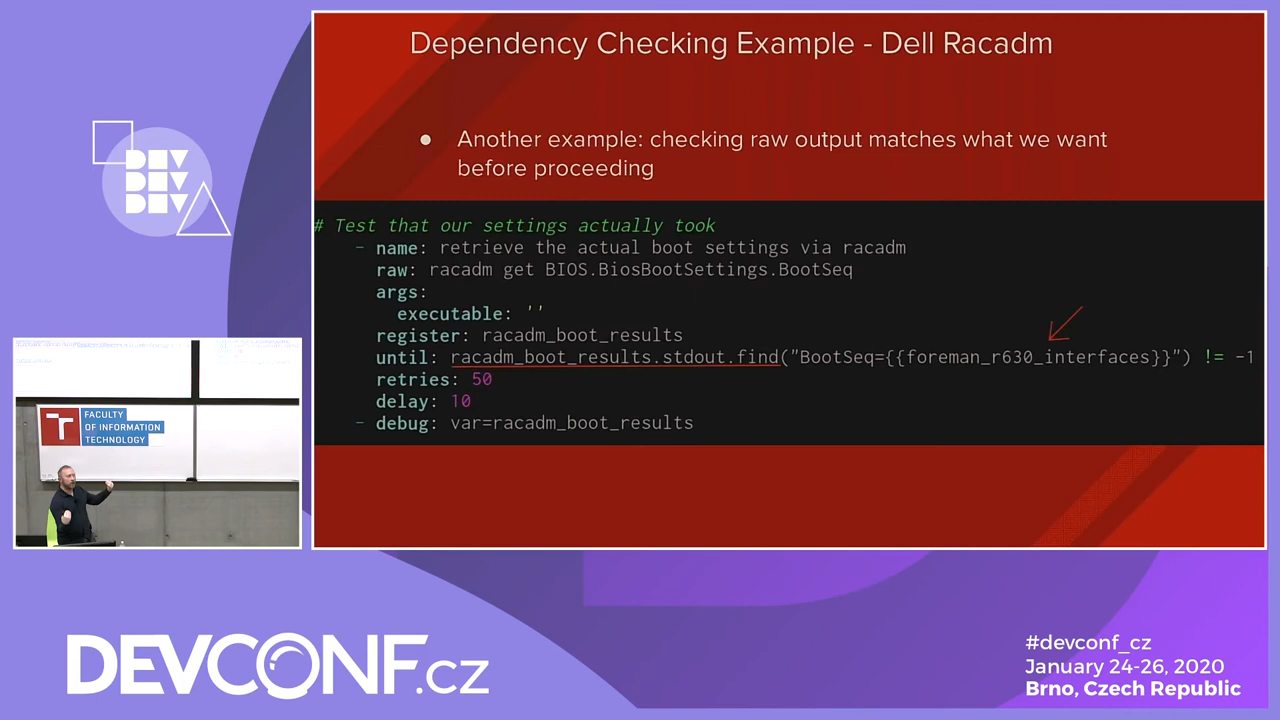 Dependency Checking Example - Dell Racadm
● Another example: checking raw output matches what we want
before proceeding
# Test that our settings actually took
- name: retrieve the actual boot settings via racadm
raw: racadm get BIOS.BiosBootSettings.BootSeq
args:
executable: ''
register: racadm_boot_results
until: racadm_boot_results.stdout.find("BootSeq={{foreman_r630_interfaces}}") != -1
retries: 50
delay: 10
- debug: var=racadm_boot_results
DEV
DEV
DEV
FACULTY
OF INFORMATION
TECHNOLOGY
DEVCONF.cz
#devconf_cz
January 24-26, 2020
Brno, Czech Republic